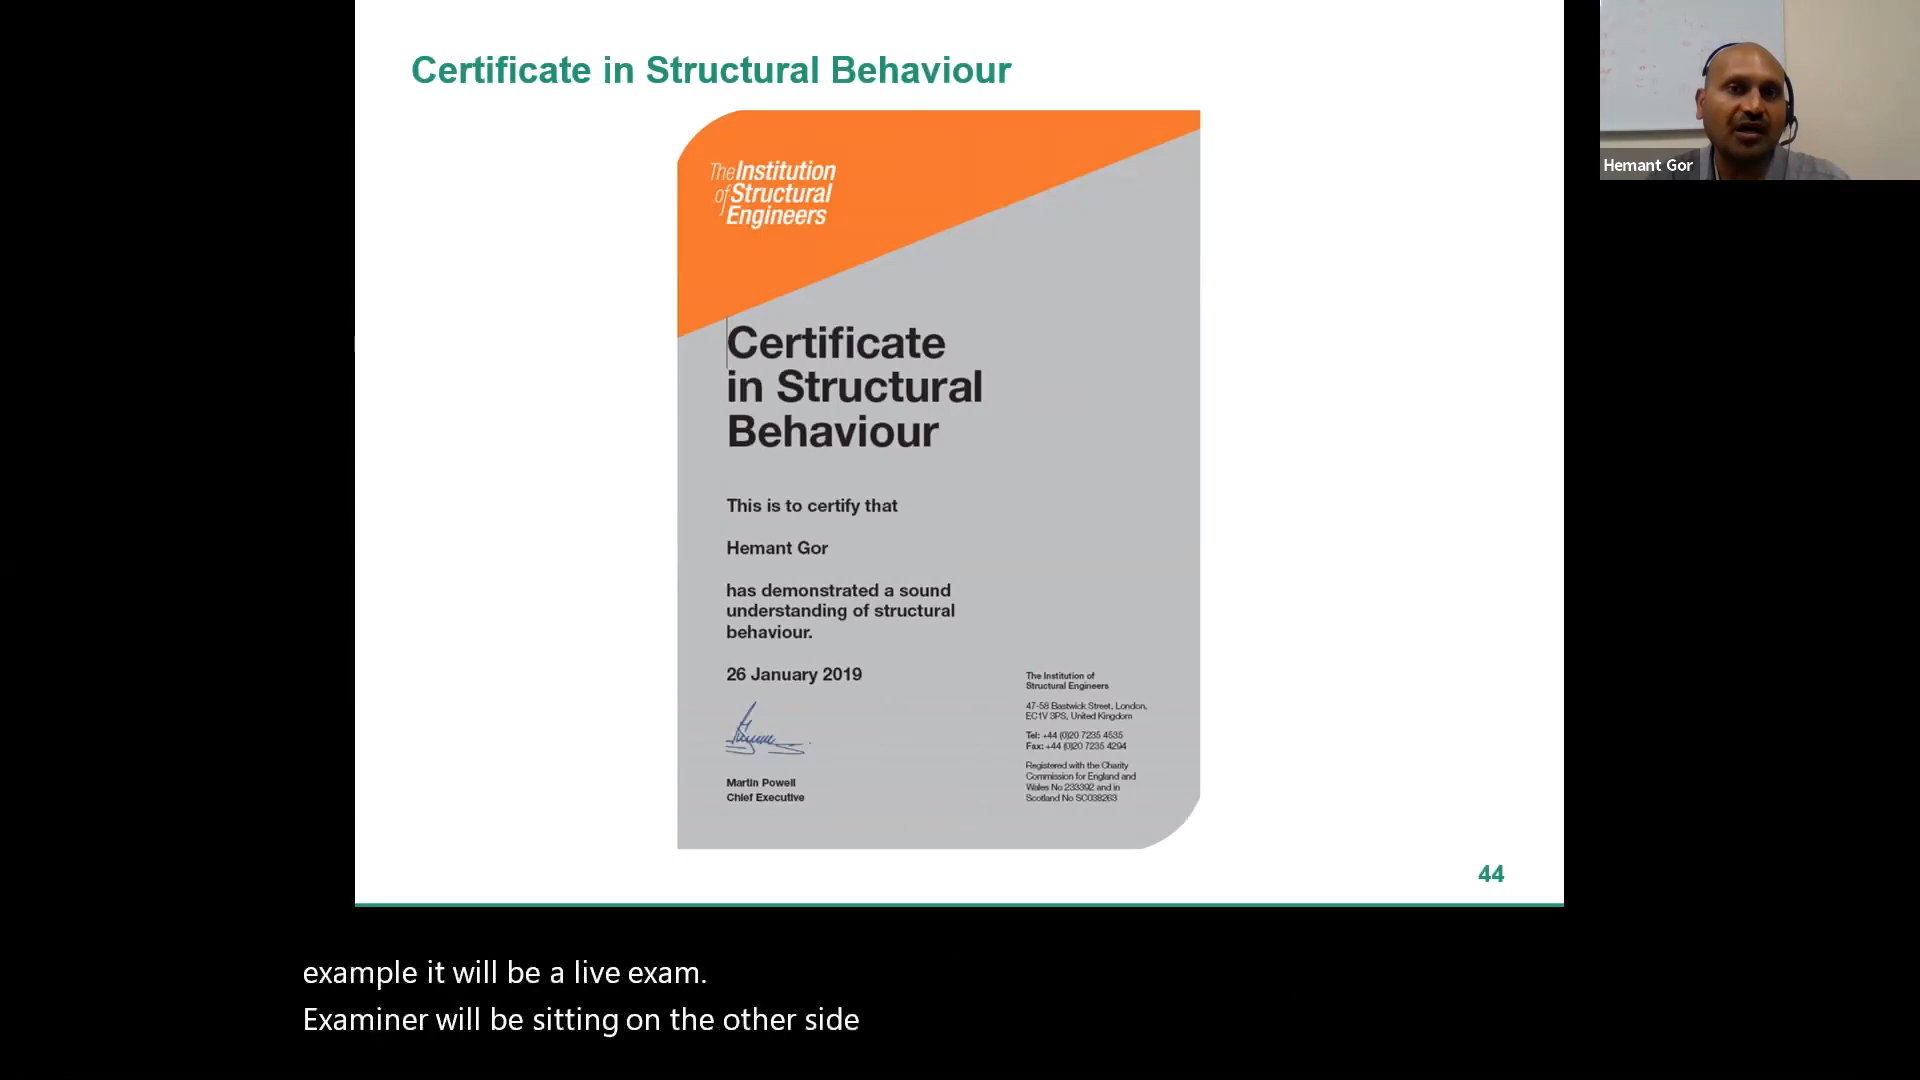 Certificate in Structural Behaviour
The Institution
of Structural
Engineers
Certificate
in Structural
Behaviour
This is to certify that
Hemant Gor
has demonstrated a sound
understanding of structural
behaviour.
26 January 2019
Martin Powell
Chief Executive
The Institution of
Structural Engineers
47-58 Bastwick Street, London,
EC1V 3PS, United Kingdom
Tel: +44 (0)20 7235 4535
Fax: +44 (0)20 7235 4294
Registered with the Charity
Commission for England and
Wales No 233392 and in
Scotland No SC038263
44
Hemant Gor
example it will be a live exam.
Examiner will be sitting on the other side